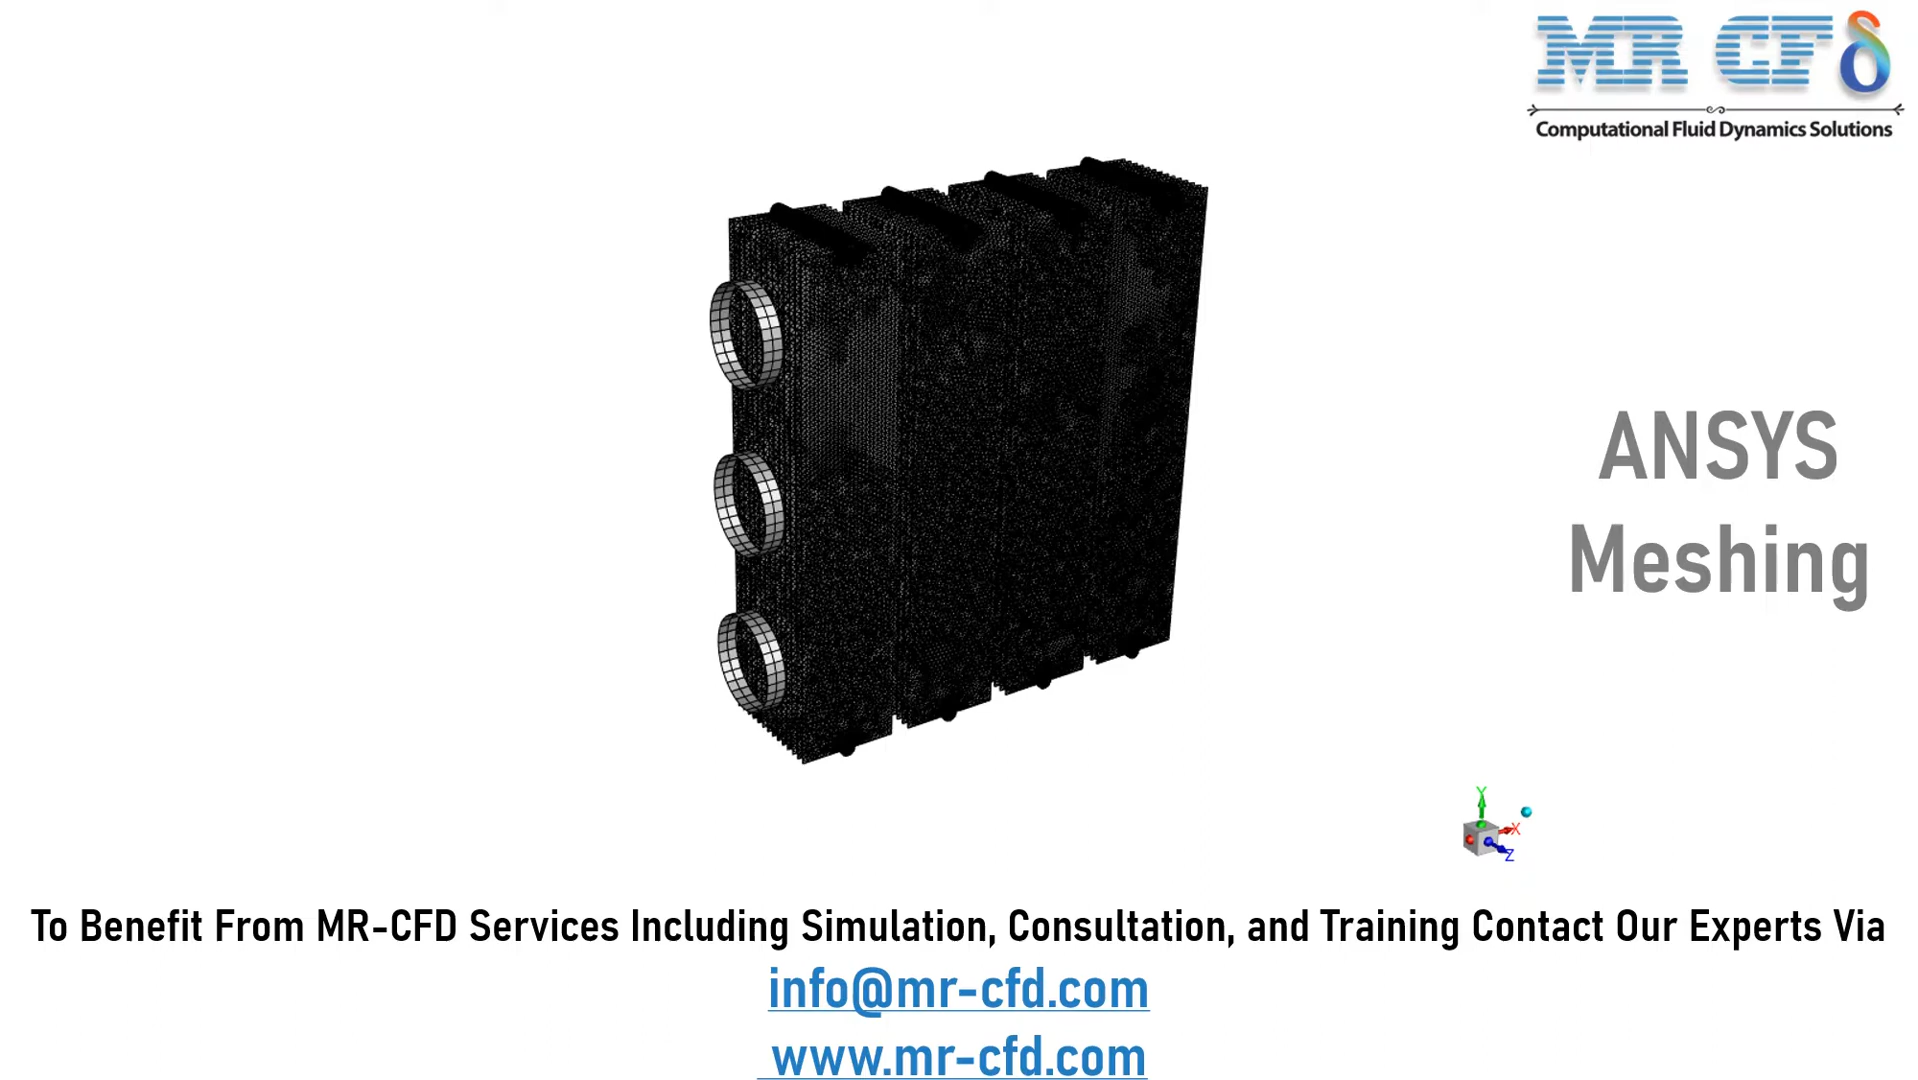 MR CFδ
Computational Fluid Dynamics Solutions
ANSYS
Meshing
Y
X
Z
To Benefit From MR-CFD Services Including Simulation, Consultation, and Training Contact Our Experts Via
info@mr-cfd.com
www.mr-cfd.com